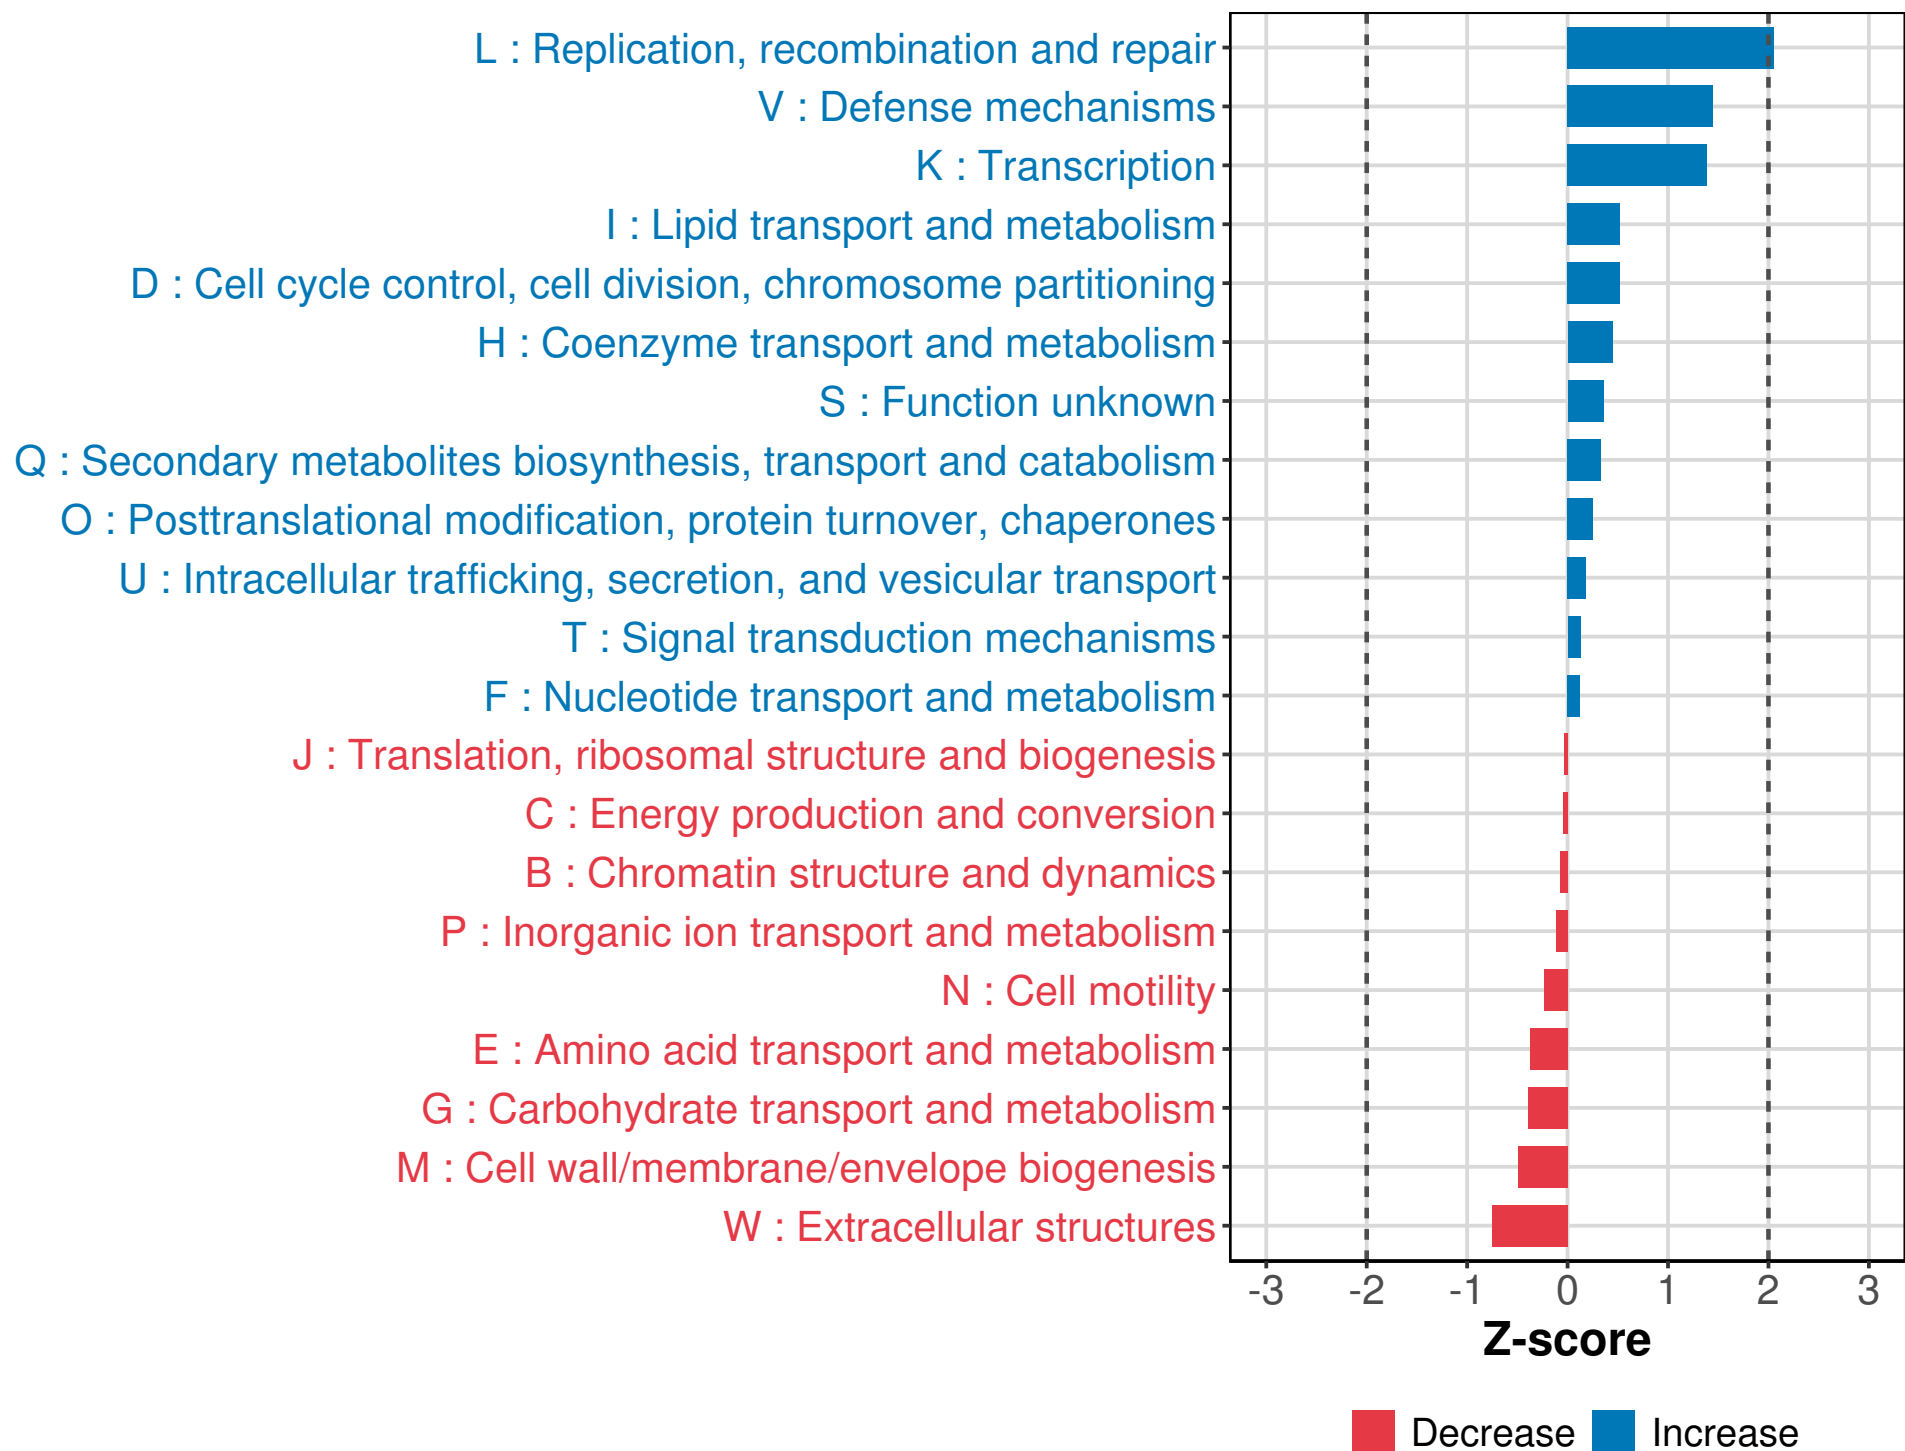 L : Replication, recombination and repair
V : Defense mechanisms
K : Transcription
I : Lipid transport and metabolism
D : Cell cycle control, cell division, chromosome partitioning
H : Coenzyme transport and metabolism
S : Function unknown
Q : Secondary metabolites biosynthesis, transport and catabolism
O : Posttranslational modification, protein turnover, chaperones
U : Intracellular trafficking, secretion, and vesicular transport
T : Signal transduction mechanisms
F : Nucleotide transport and metabolism
J : Translation, ribosomal structure and biogenesis
C : Energy production and conversion
B : Chromatin structure and dynamics
P : Inorganic ion transport and metabolism
N : Cell motility
E : Amino acid transport and metabolism
G : Carbohydrate transport and metabolism
M : Cell wall/membrane/envelope biogenesis
W : Extracellular structures
-3 -2 -1 0 1 2 3
Z-score
Decrease Increase